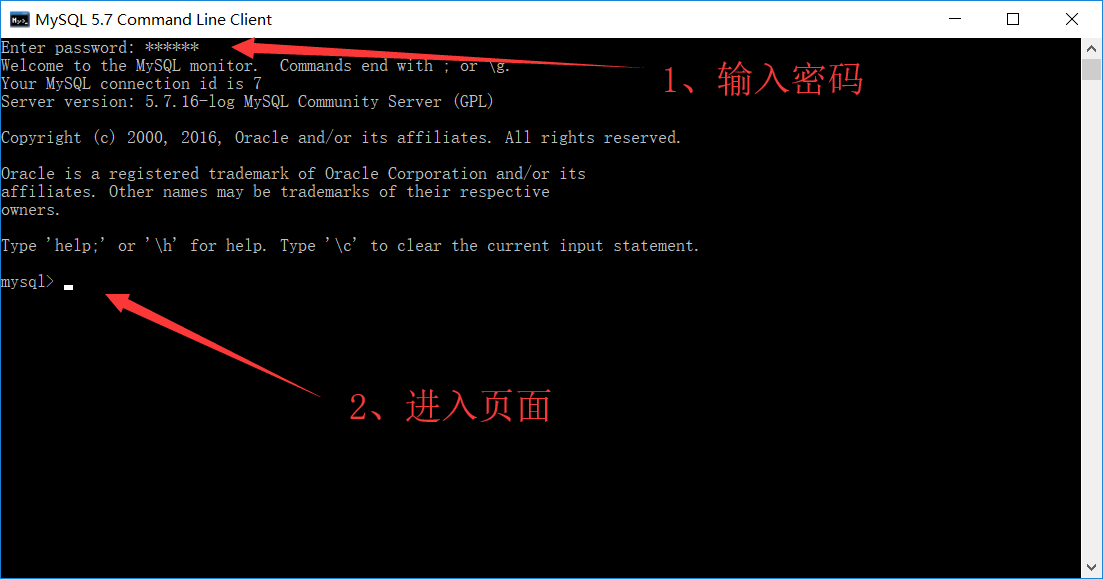 MySQL 5.7 Command Line Client
Enter password: ******
1、输入密码
Welcome to the MySQL monitor.  Commands end with ; or \g.
Your MySQL connection id is 7
Server version: 5.7.16-log MySQL Community Server (GPL)
Copyright (c) 2000, 2016, Oracle and/or its affiliates. All rights reserved.
Oracle is a registered trademark of Oracle Corporation and/or its
affiliates. Other names may be trademarks of their respective
owners.
Type 'help;' or '\h' for help. Type '\c' to clear the current input statement.
mysql>
2、进入页面